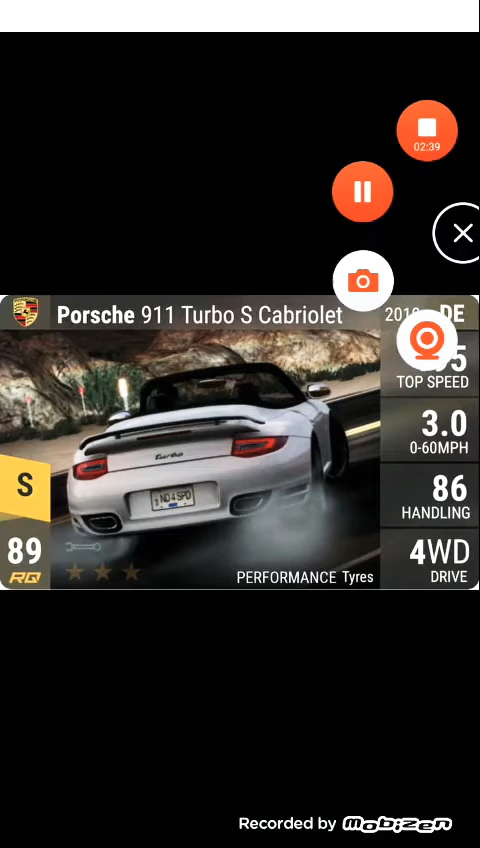 02:39
Porsche 911 Turbo S Cabriolet
DE
TOP SPEED
3.0
0-60MPH
S
86
HANDLING
turbo
ND4SPD
89
RQ
4WD
PERFORMANCE Tyres
DRIVE
Recorded by Mobizen